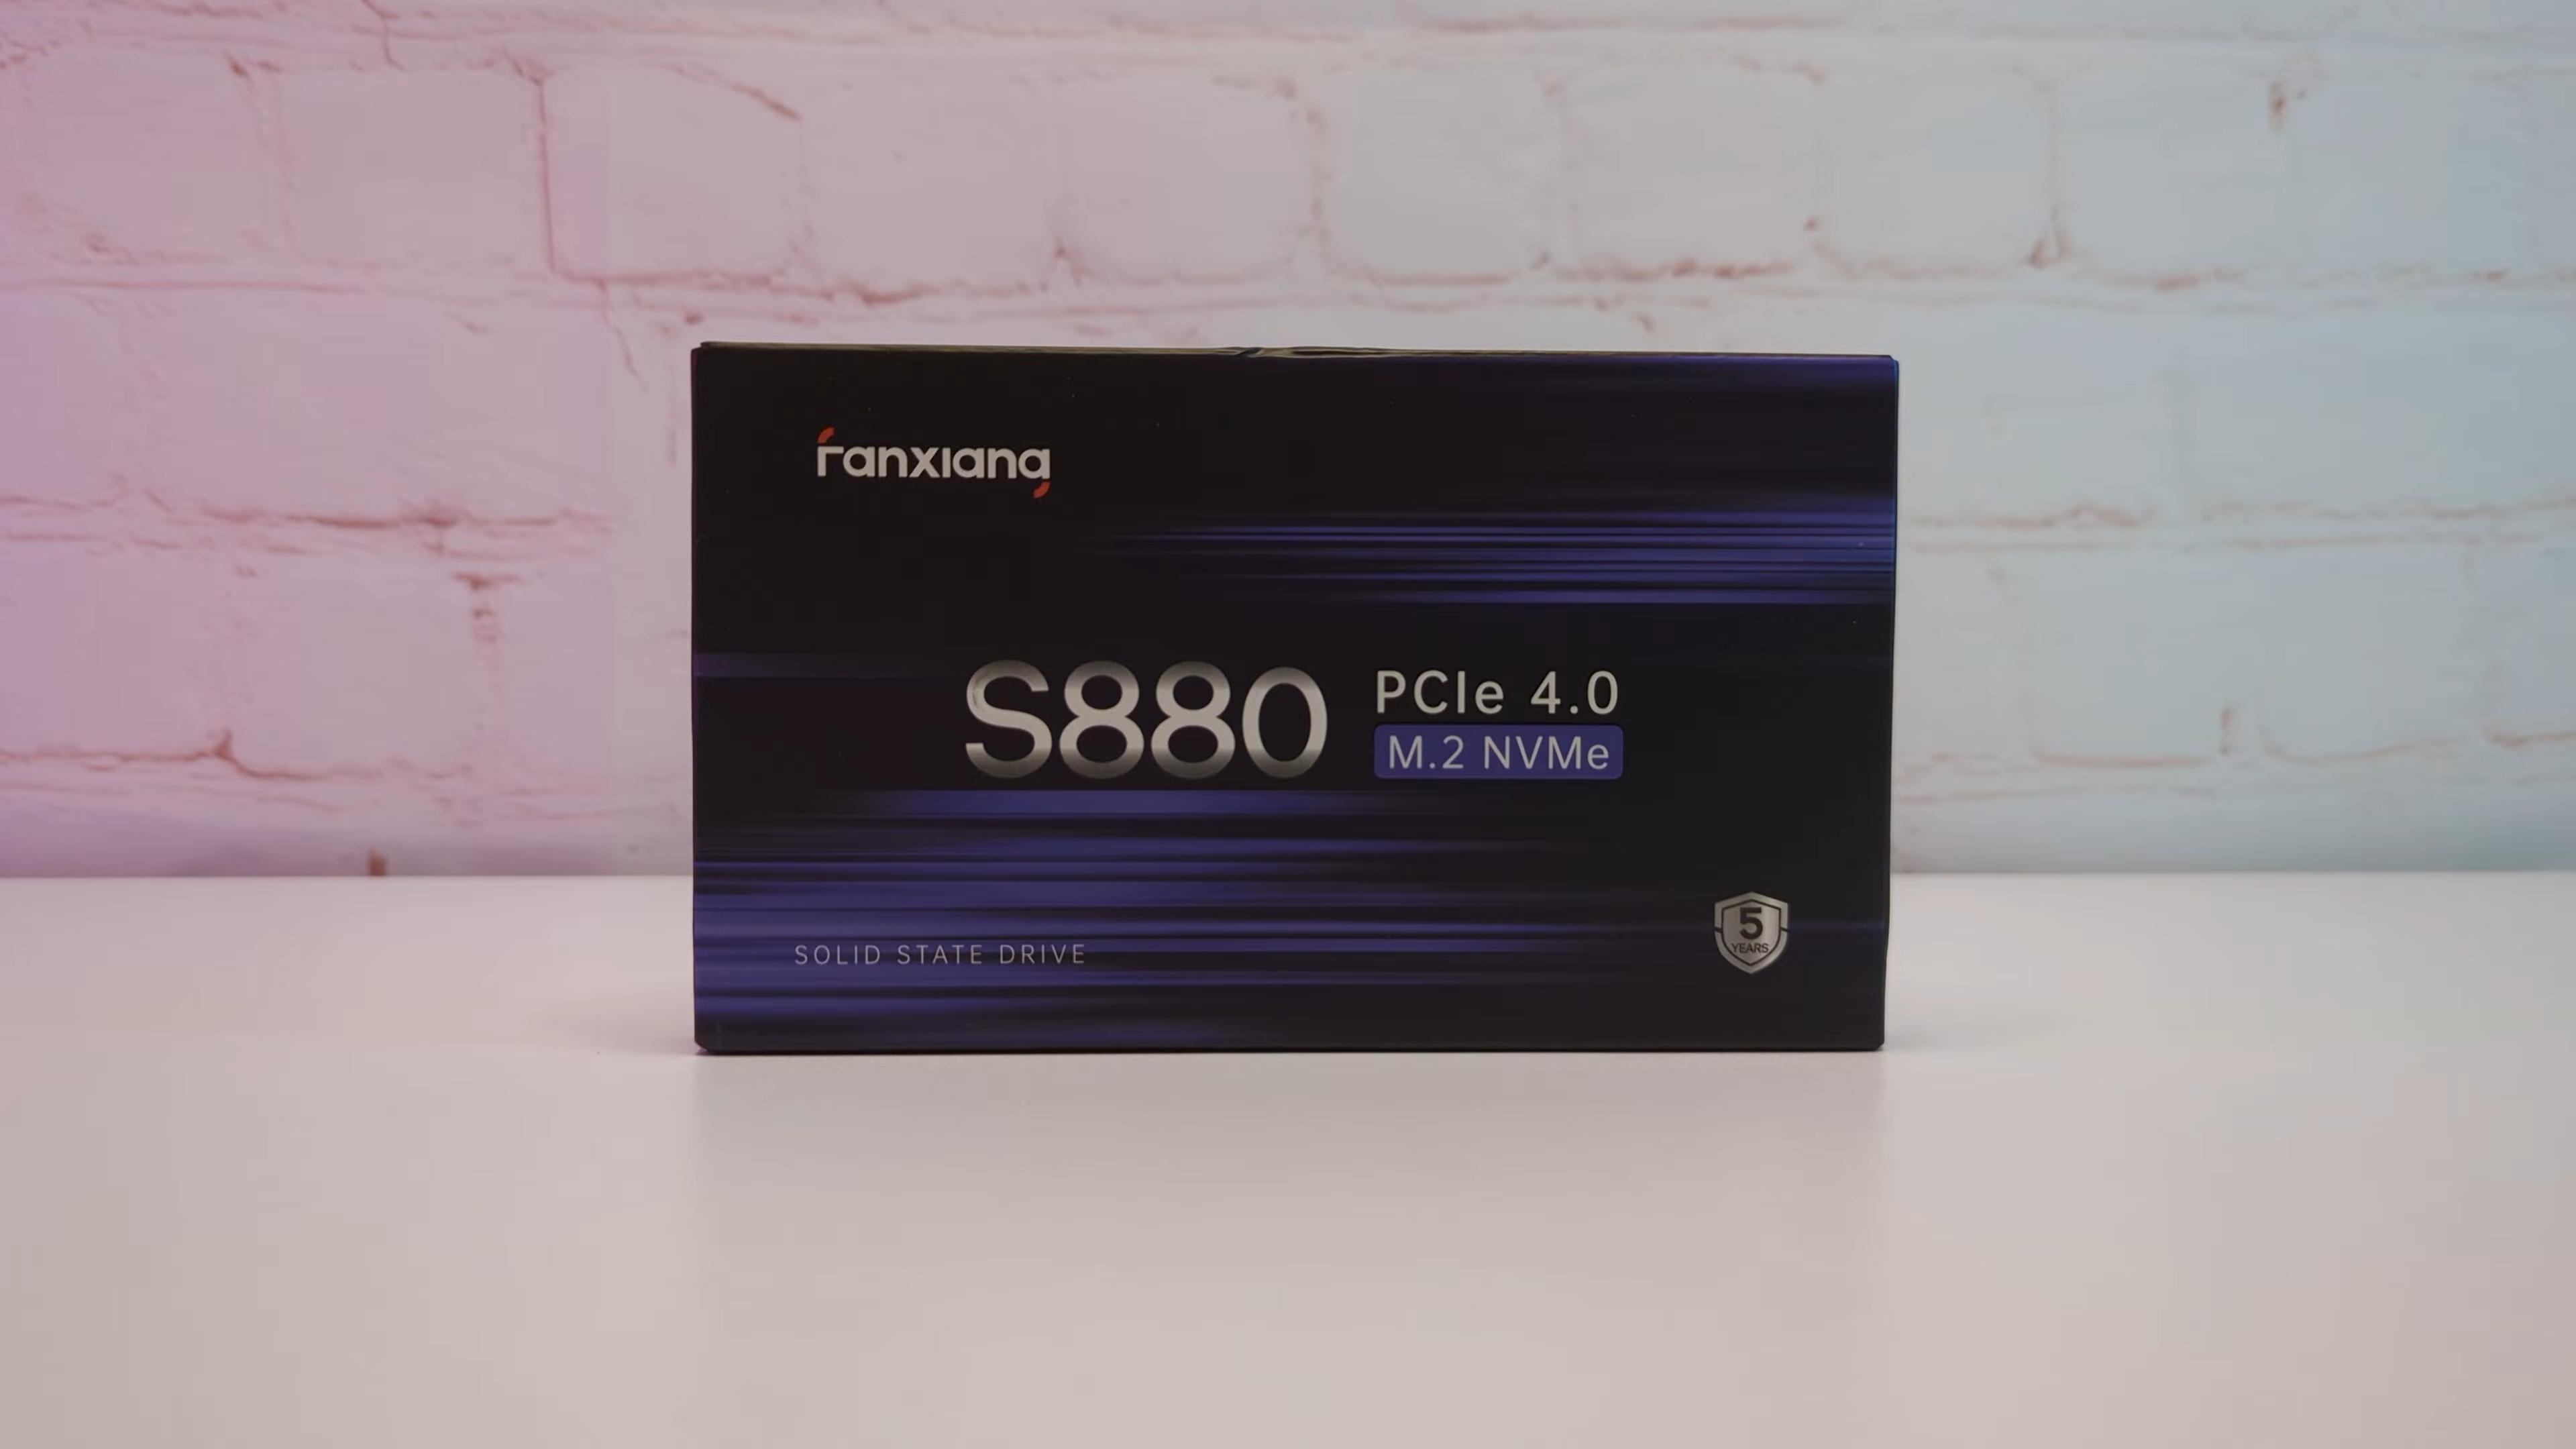 fanxiang
S880
PCIe 4.0
M.2 NVMe
SOLID STATE DRIVE
5
YEARS